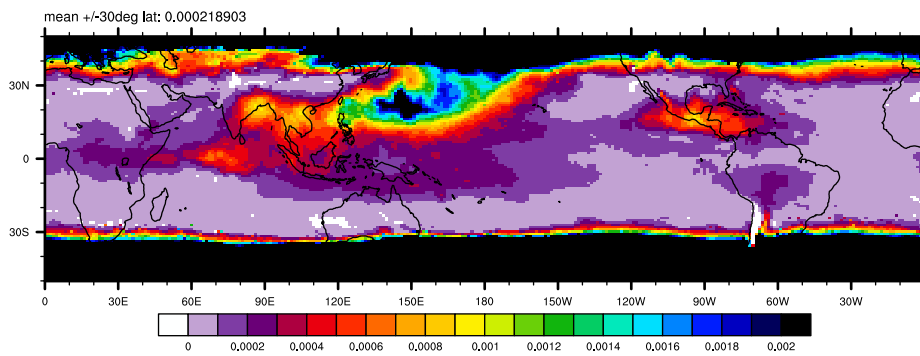 mean +/-30deg lat: 0.000218903
30N
0
30S
0 30E 60E 90E 120E 150E 180 150W 120W 90W 60W 30W
0 0.0002 0.0004 0.0006 0.0008 0.001 0.0012 0.0014 0.0016 0.0018 0.002